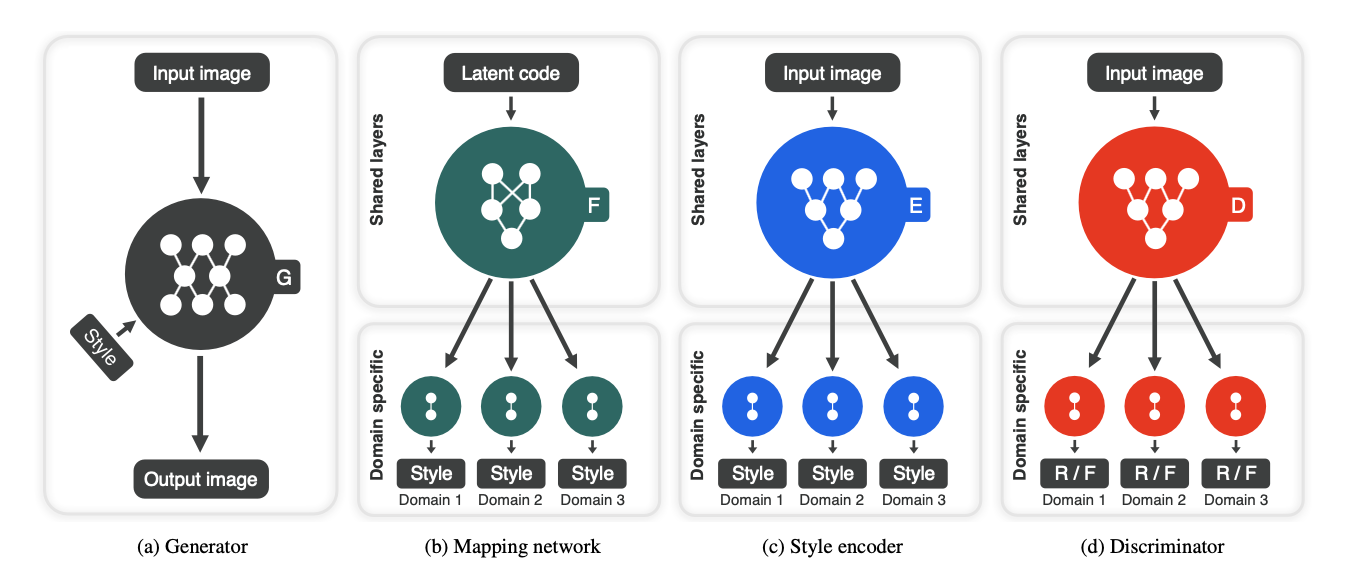 Input image
G
Style
Output image
(a) Generator
Latent code
Shared layers
F
Domain specific
Style Style Style
Domain 1 Domain 2 Domain 3
(b) Mapping network
Input image
Shared layers
E
Domain specific
Style Style Style
Domain 1 Domain 2 Domain 3
(c) Style encoder
Input image
Shared layers
D
Domain specific
R / F R / F R / F
Domain 1 Domain 2 Domain 3
(d) Discriminator